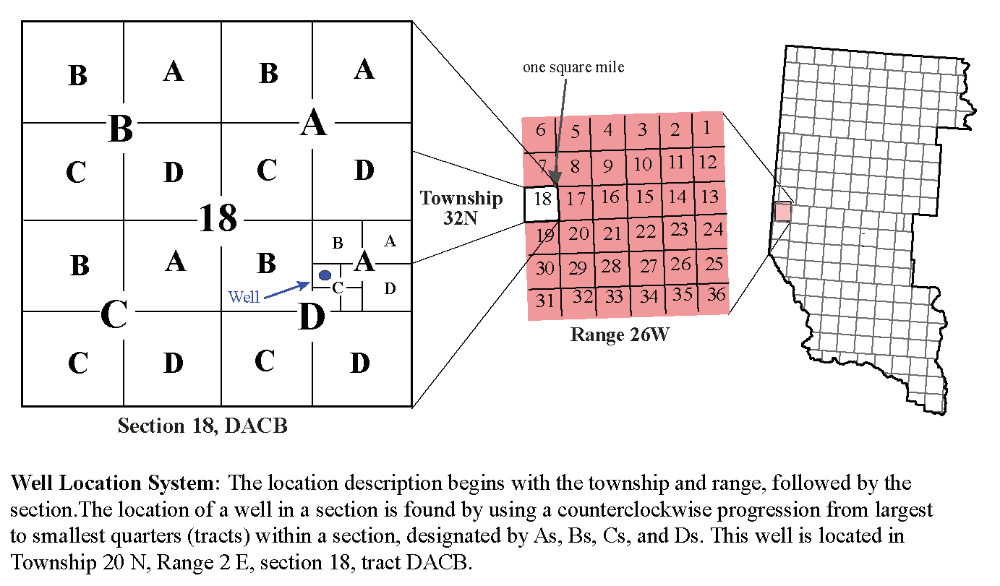 one square mile
B A B A
B A
C D C D
18
B A B
B A
A
C D
Well
C D
C D C D
Section 18, DACB
Township
32N
6 5 4 3 2 1
7 8 9 10 11 12
18 17 16 15 14 13
19 20 21 22 23 24
30 29 28 27 26 25
31 32 33 34 35 36
Range 26W
Well Location System: The location description begins with the township and range, followed by the
section.The location of a well in a section is found by using a counterclockwise progression from largest
to smallest quarters (tracts) within a section, designated by As, Bs, Cs, and Ds. This well is located in
Township 20 N, Range 2 E, section 18, tract DACB.